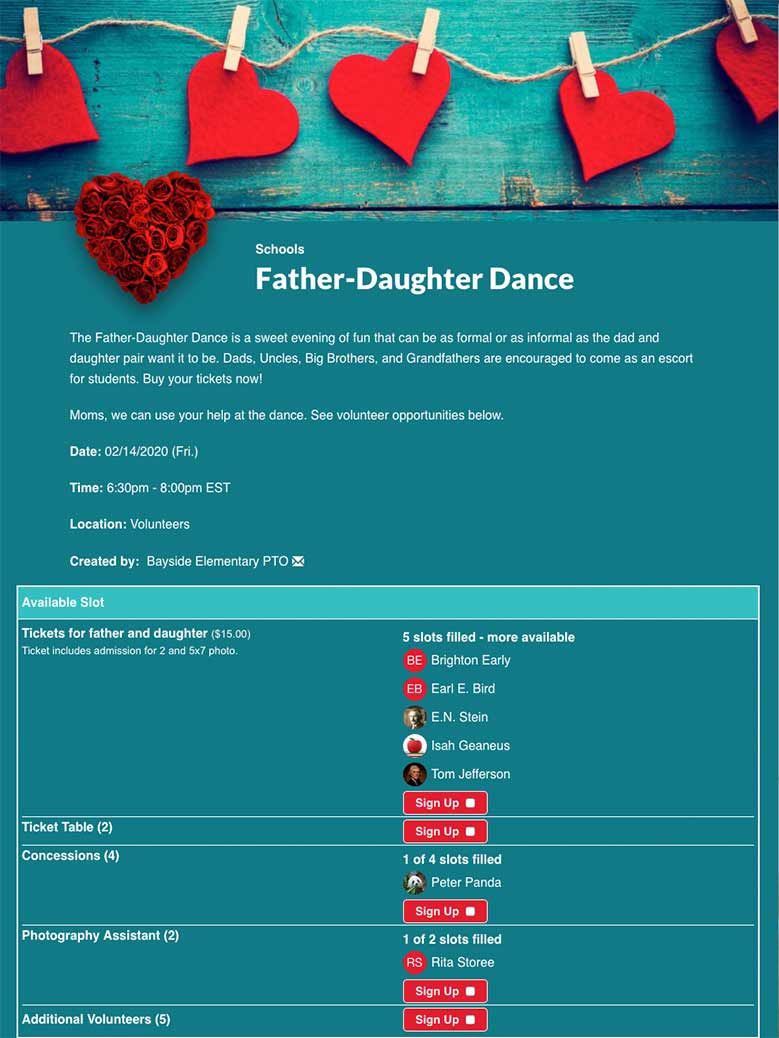 Schools
Father-Daughter Dance
The Father-Daughter Dance is a sweet evening of fun that can be as formal or as informal as the dad and
daughter pair want it to be. Dads, Uncles, Big Brothers, and Grandfathers are encouraged to come as an escort
for students. Buy your tickets now!
Moms, we can use your help at the dance. See volunteer opportunities below.
Date: 02/14/2020 (Fri.)
Time: 6:30pm - 8:00pm EST
Location: Volunteers
Created by: Bayside Elementary PTO
Available Slot
Tickets for father and daughter ($15.00)
Ticket includes admission for 2 and 5x7 photo.
5 slots filled - more available
BE Brighton Early
EB Earl E. Bird
E.N. Stein
Isah Geaneus
Tom Jefferson
Sign Up
Ticket Table (2)
Sign Up
Concessions (4)
1 of 4 slots filled
Peter Panda
Sign Up
Photography Assistant (2)
1 of 2 slots filled
RS Rita Storee
Sign Up
Additional Volunteers (5)
Sign Up